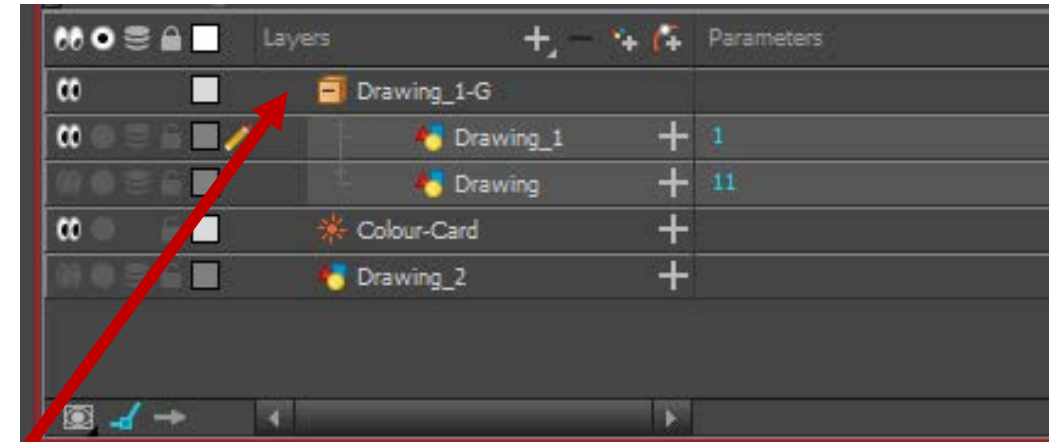 Layers Parameters
Drawing_1-G
Drawing_1 1
Drawing 11
Colour-Card
Drawing_2